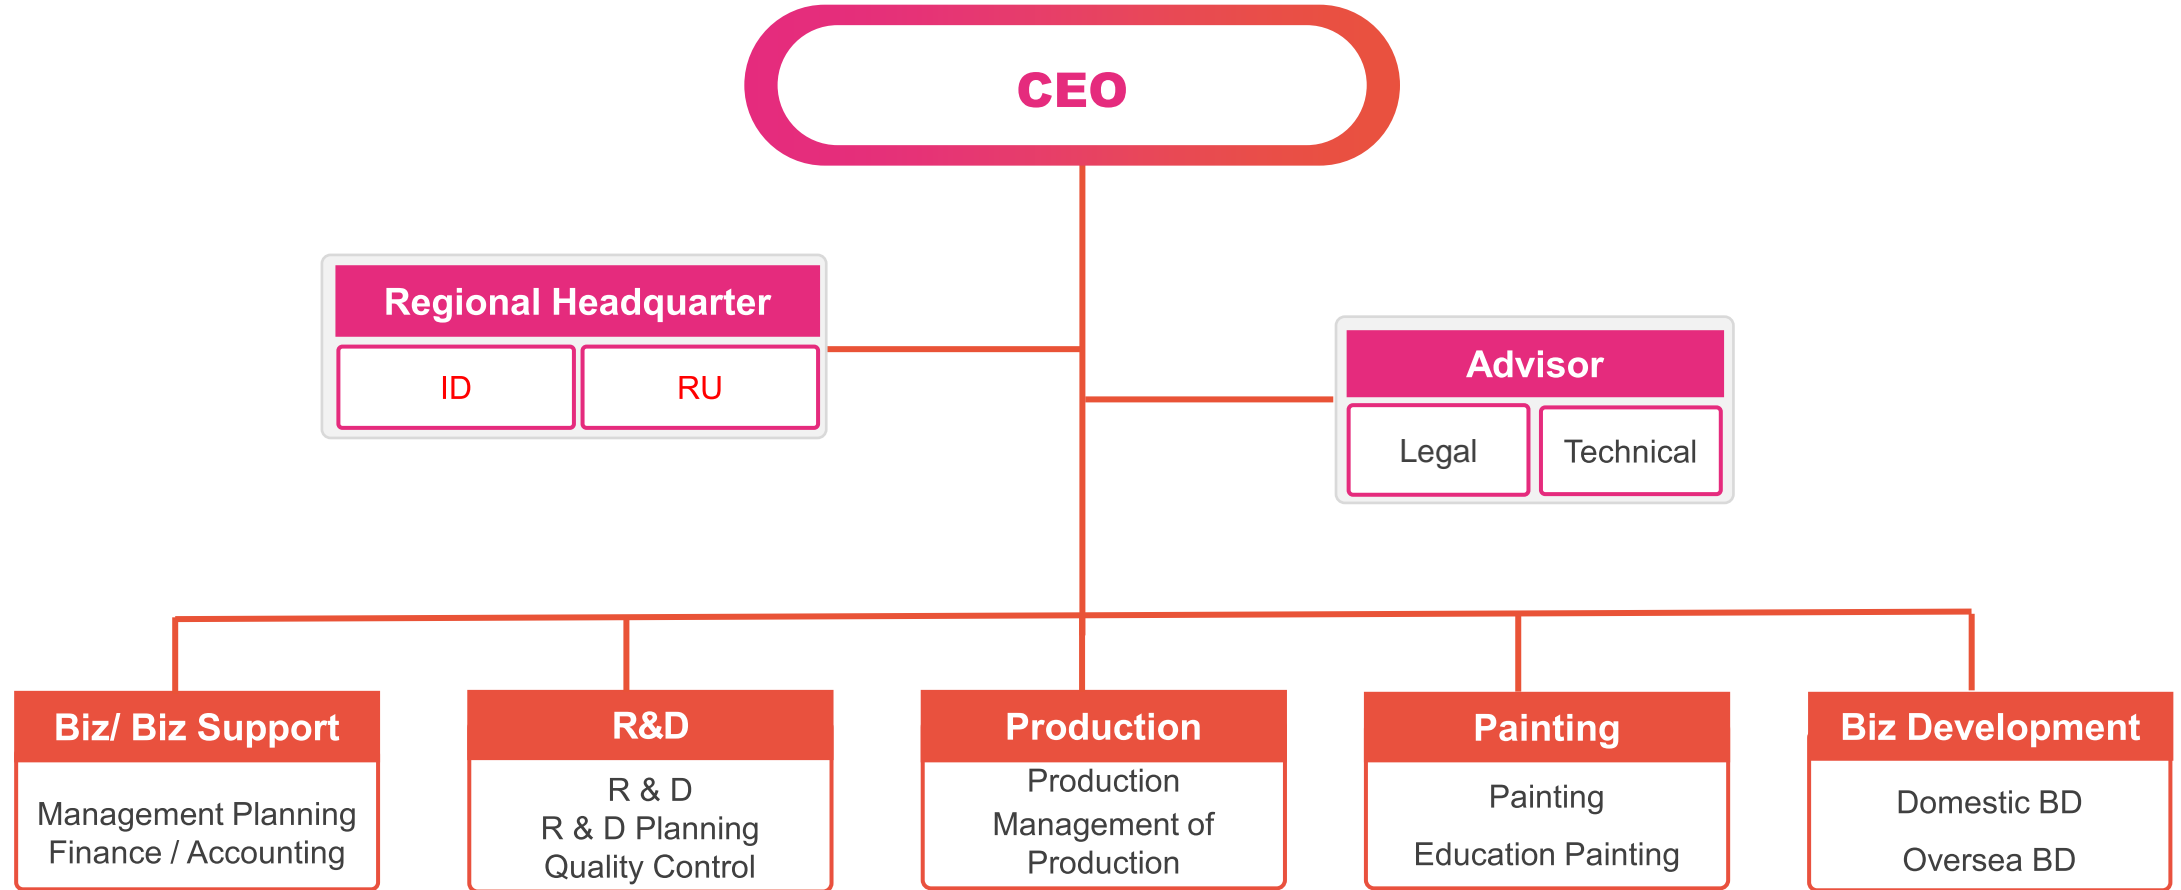 CEO
Regional Headquarter
ID
RU
Advisor
Legal
Technical
Biz/ Biz Support
Management Planning
Finance / Accounting
R&D
R & D
R & D Planning
Quality Control
Production
Production
Management of
Production
Painting
Painting
Education Painting
Biz Development
Domestic BD
Oversea BD